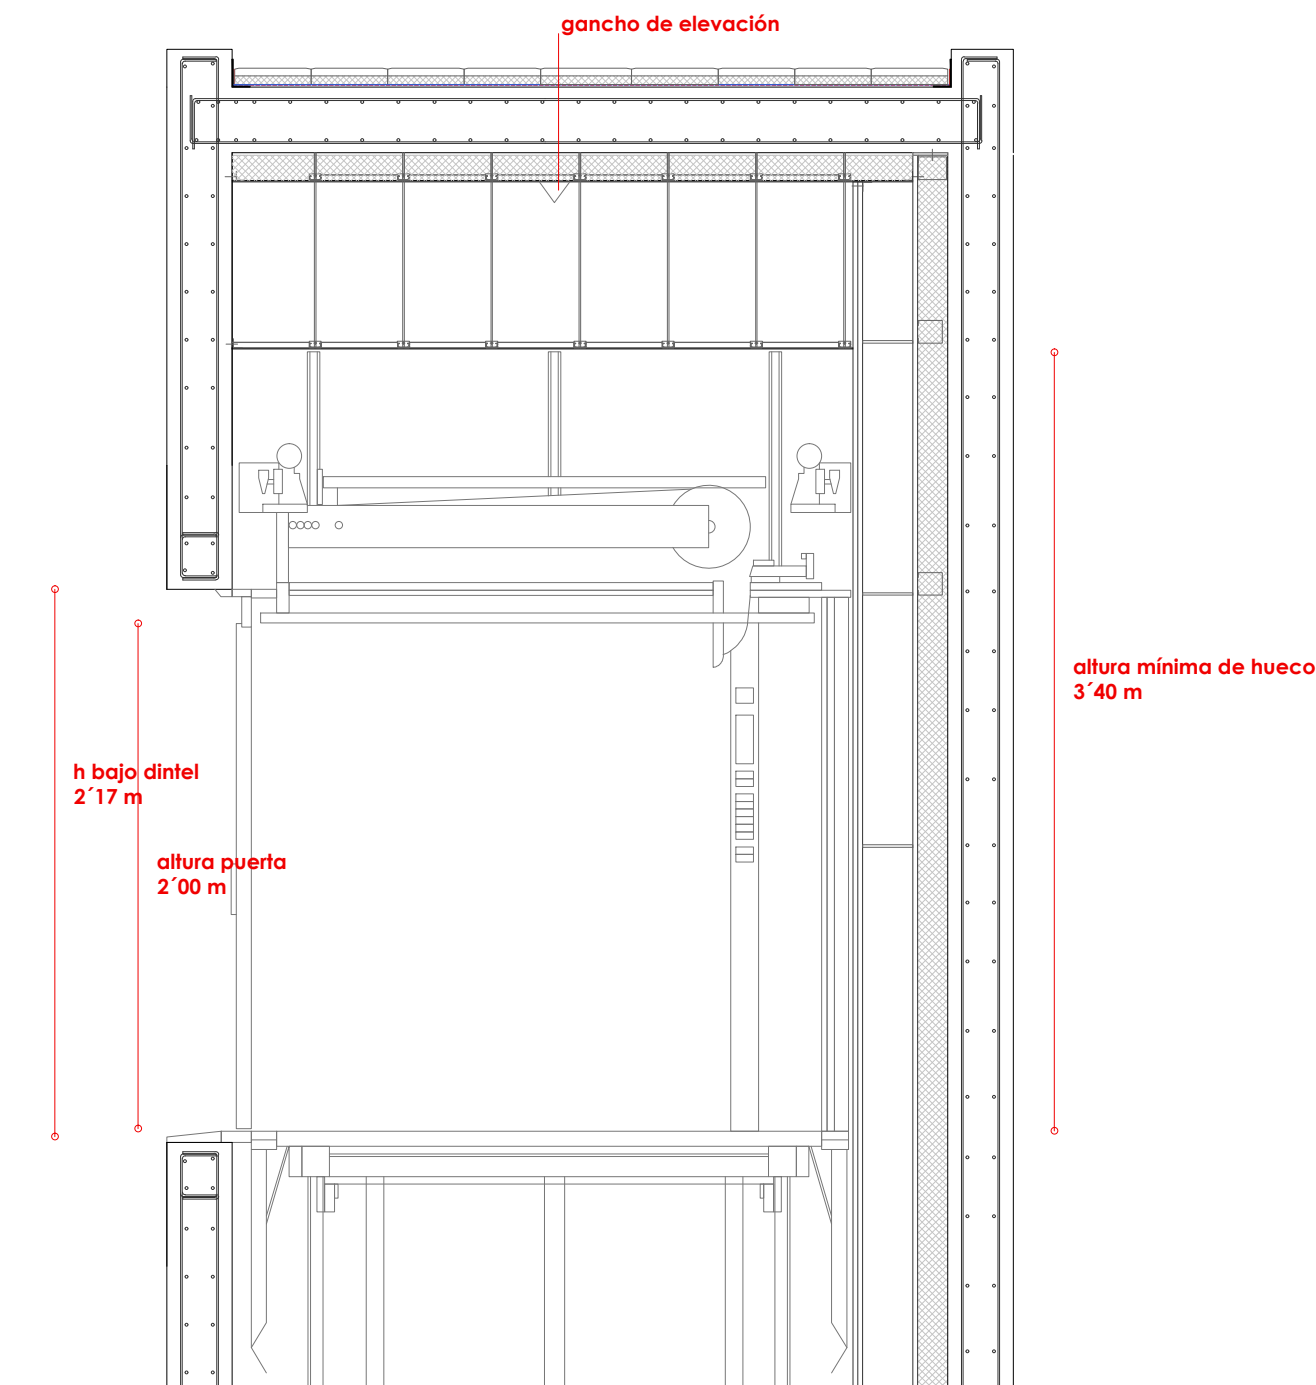 gancho de elevación
altura mínima de hueco
3´40 m
h bajo dintel
2´17 m
altura puerta
2´00 m